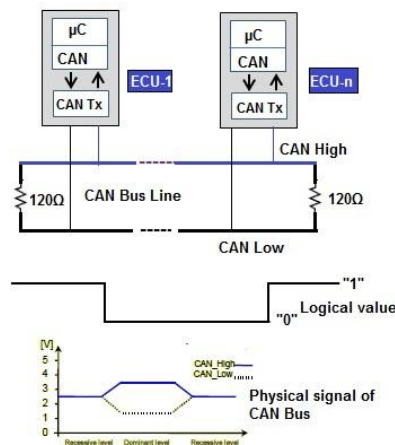 µC
CAN
CAN Tx
ECU-1
µC
CAN
CAN Tx
ECU-n
CAN High
120Ω
CAN Bus Line
120Ω
CAN Low
"1"
"0" Logical value
[V]
5
4
3
2
1
0
CAN_High
CAN_Low
Physical signal of
CAN Bus
Recessive level
Dominant level
Recessive level